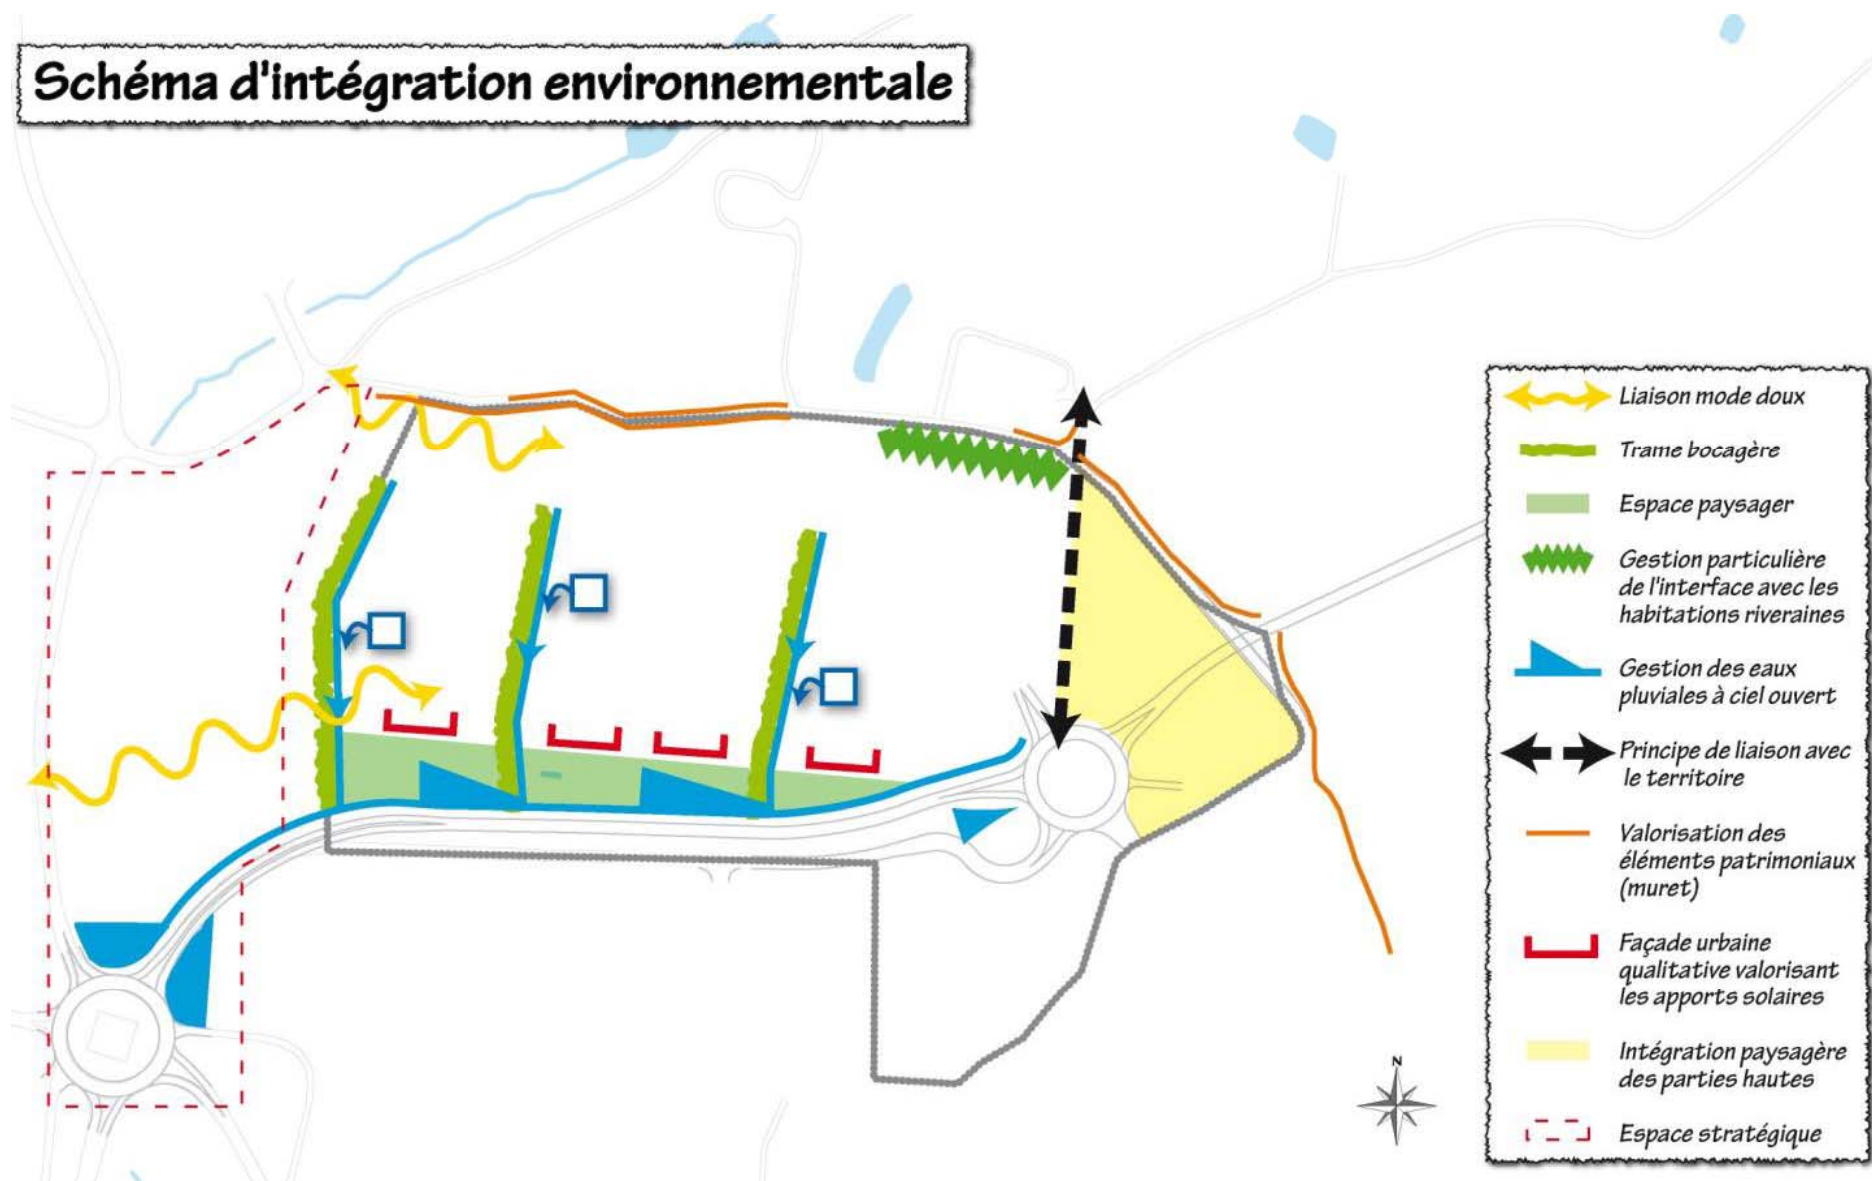 Schéma d'intégration environnementale
Liaison mode doux
Trame bocagère
Espace paysager
Gestion particulière
de l'interface avec les
habitations riveraines
Gestion des eaux
pluviales à ciel ouvert
Principe de liaison avec
le territoire
Valorisation des
éléments patrimoniaux
(muret)
Façade urbaine
qualitative valorisant
les apports solaires
Intégration paysagère
des parties hautes
Espace stratégique
N